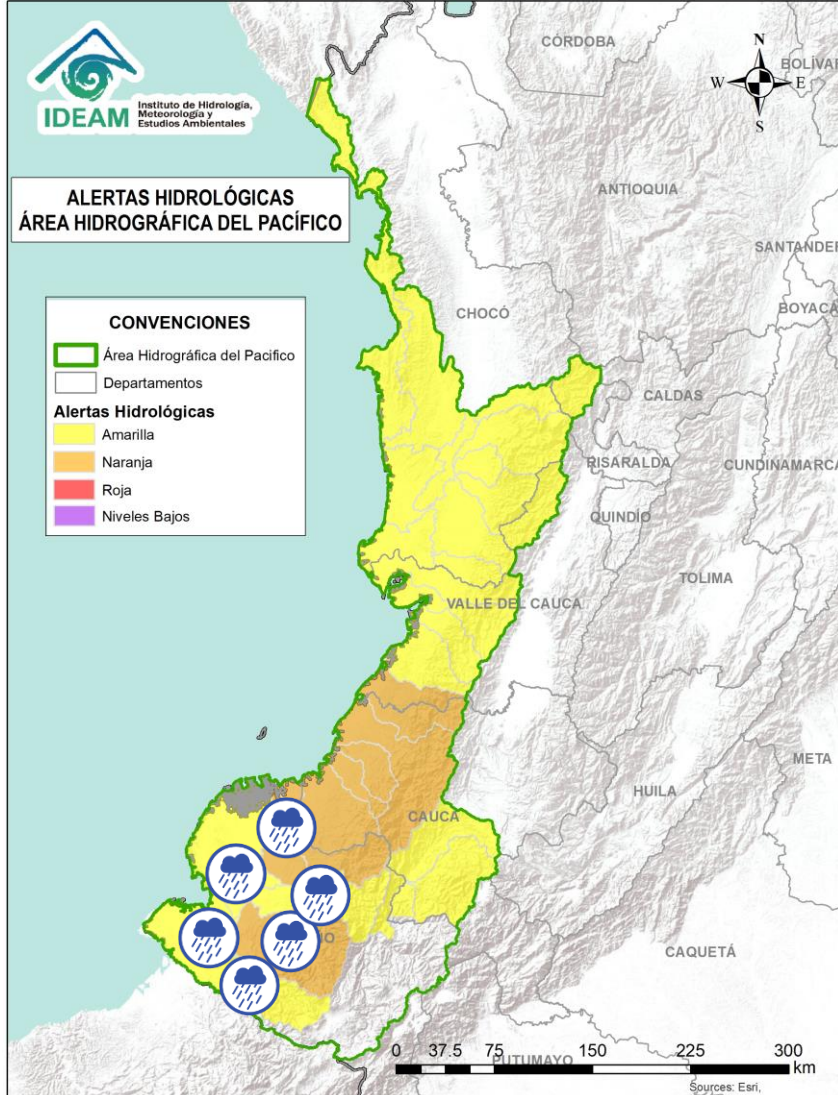 IDEAM
Instituto de Hidrología,
Meteorología y
Estudios Ambientales
ALERTAS HIDROLÓGICAS
ÁREA HIDROGRÁFICA DEL PACÍFICO
CONVENCIONES
Área Hidrográfica del Pacifico
Departamentos
Alertas Hidrológicas
Amarilla
Naranja
Roja
Niveles Bajos
N
W
E
S
CÓRDOBA
BOLÍVAR
ANTIOQUIA
SANTANDER
BOYACÁ
CHOCÓ
CALDAS
RISARALDA
CUNDINAMARCA
QUINDÍO
TOLIMA
VALLE DEL CAUCA
META
HUILA
CAUCA
CAQUETÁ
PUTUMAYO
0 37.5 75 150 225 300
km
Sources: Esri,